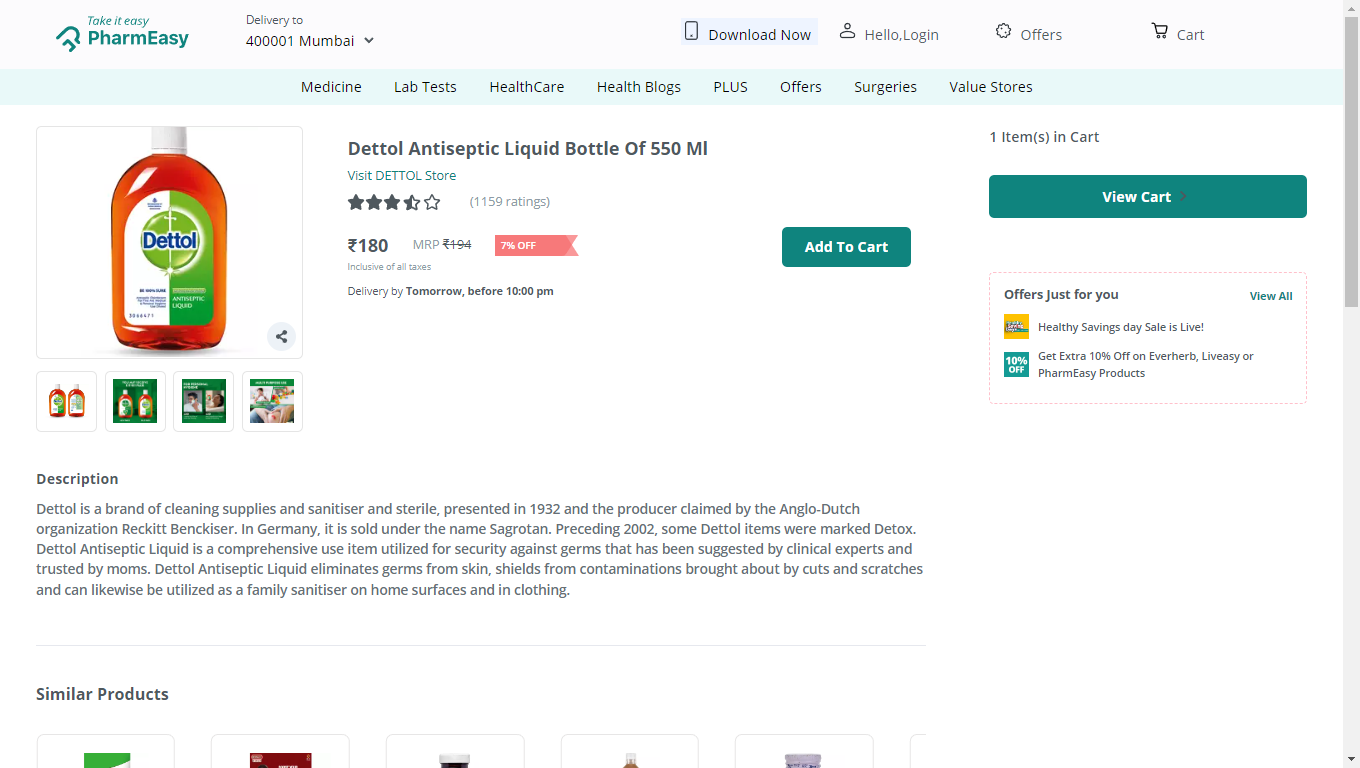 Take it easy
PharmEasy
Delivery to
400001 Mumbai
Download Now
Hello,Login
Offers
Cart
Medicine
Lab Tests
HealthCare
Health Blogs
PLUS
Offers
Surgeries
Value Stores
Dettol
ANTISEPTIC
LIQUID
Dettol Antiseptic Liquid Bottle Of 550 Ml
Visit DETTOL Store
(1159 ratings)
₹180
MRP ₹194
7% OFF
Inclusive of all taxes
Delivery by Tomorrow, before 10:00 pm
Add To Cart
1 Item(s) in Cart
View Cart
Offers Just for you
View All
Healthy Savings day Sale is Live!
10%
OFF
Get Extra 10% Off on Everherb, Liveasy or
PharmEasy Products
Description
Dettol is a brand of cleaning supplies and sanitiser and sterile, presented in 1932 and the producer claimed by the Anglo-Dutch
organization Reckitt Benckiser. In Germany, it is sold under the name Sagrotan. Preceding 2002, some Dettol items were marked Detox.
Dettol Antiseptic Liquid is a comprehensive use item utilized for security against germs that has been suggested by clinical experts and
trusted by moms. Dettol Antiseptic Liquid eliminates germs from skin, shields from contaminations brought about by cuts and scratches
and can likewise be utilized as a family sanitiser on home surfaces and in clothing.
Similar Products